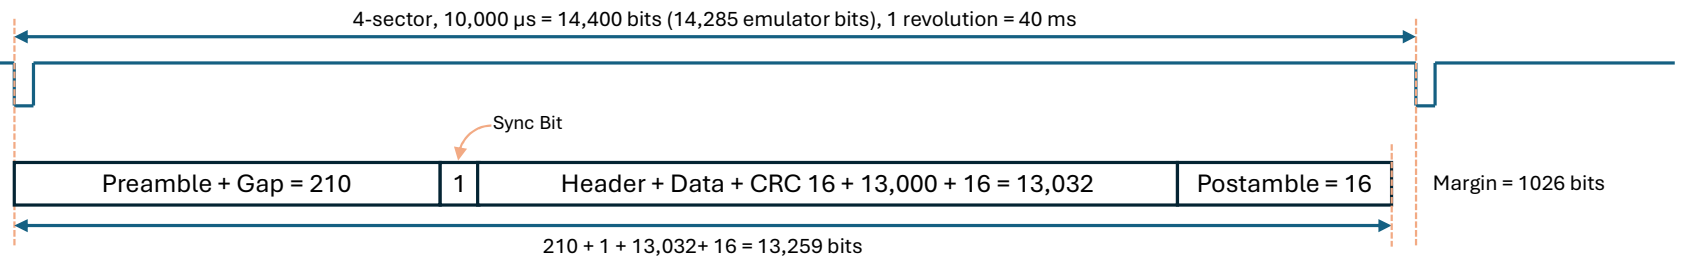 4-sector, 10,000 µs = 14,400 bits (14,285 emulator bits), 1 revolution = 40 ms
Sync Bit
Preamble + Gap = 210
1
Header + Data + CRC 16 + 13,000 + 16 = 13,032
Postamble = 16
Margin = 1026 bits
210 + 1 + 13,032+ 16 = 13,259 bits